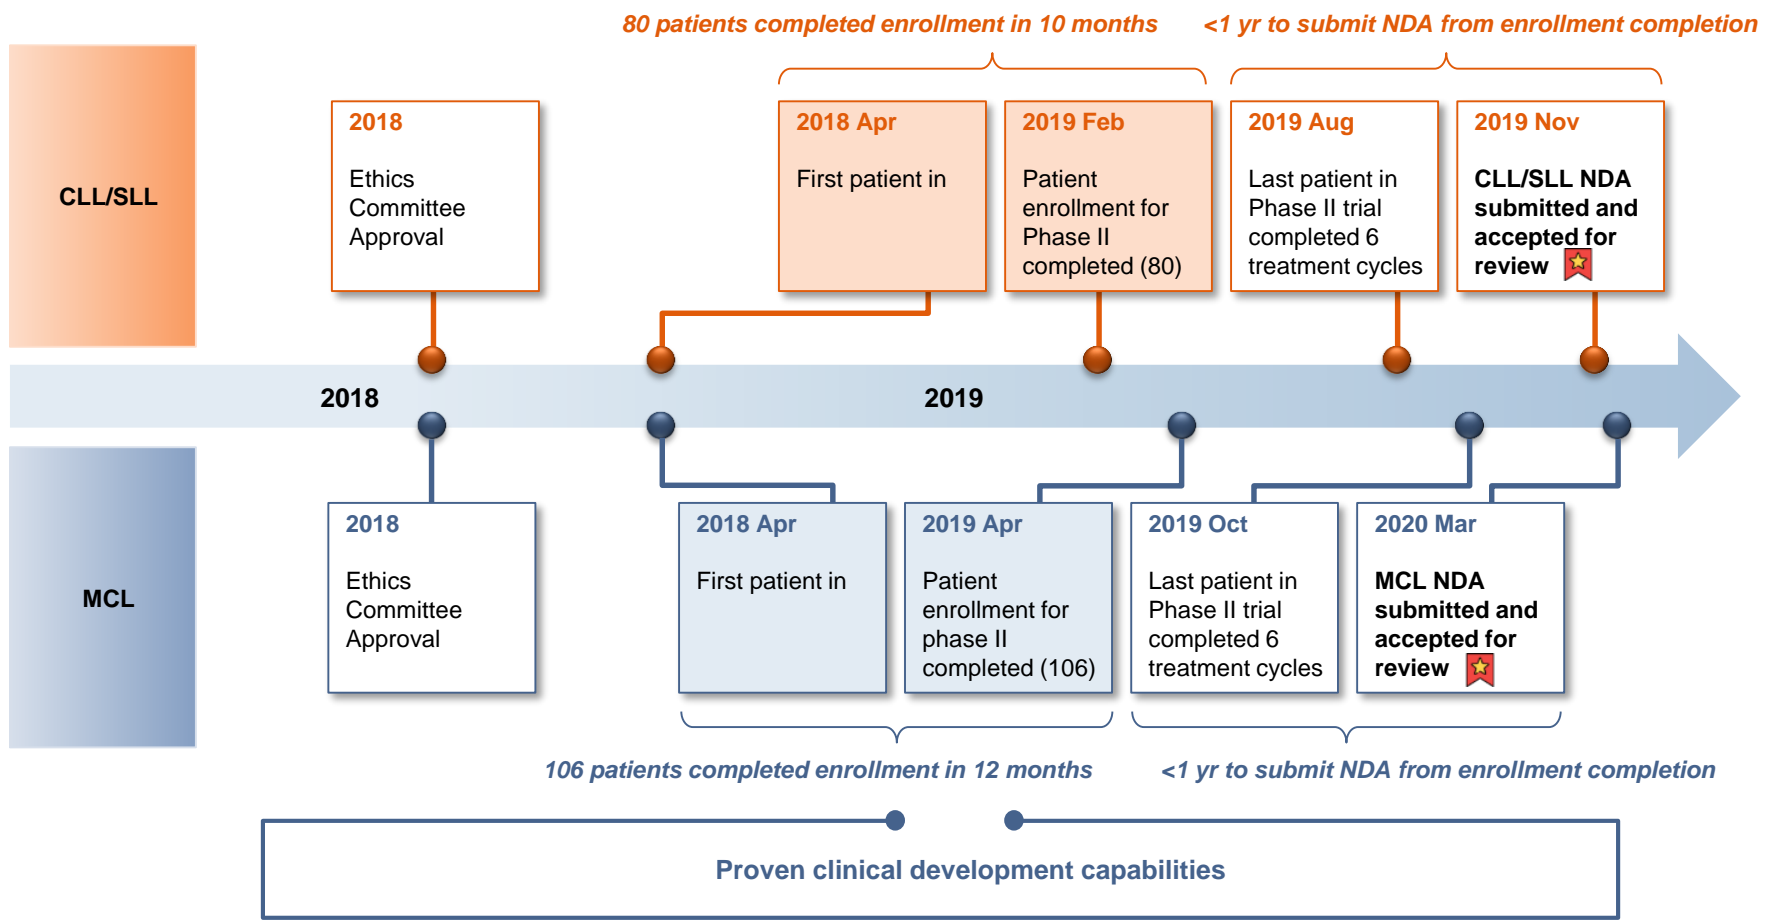 80 patients completed enrollment in 10 months
<1 yr to submit NDA from enrollment completion
CLL/SLL
2018
Ethics
Committee
Approval
2018 Apr
First patient in
2019 Feb
Patient
enrollment for
Phase II
completed (80)
2019 Aug
Last patient in
Phase II trial
completed 6
treatment cycles
2019 Nov
CLL/SLL NDA
submitted and
accepted for
review
2018
2019
MCL
2018
Ethics
Committee
Approval
2018 Apr
First patient in
2019 Apr
Patient
enrollment for
phase II
completed (106)
2019 Oct
Last patient in
Phase II trial
completed 6
treatment cycles
2020 Mar
MCL NDA
submitted and
accepted for
review
106 patients completed enrollment in 12 months
<1 yr to submit NDA from enrollment completion
Proven clinical development capabilities